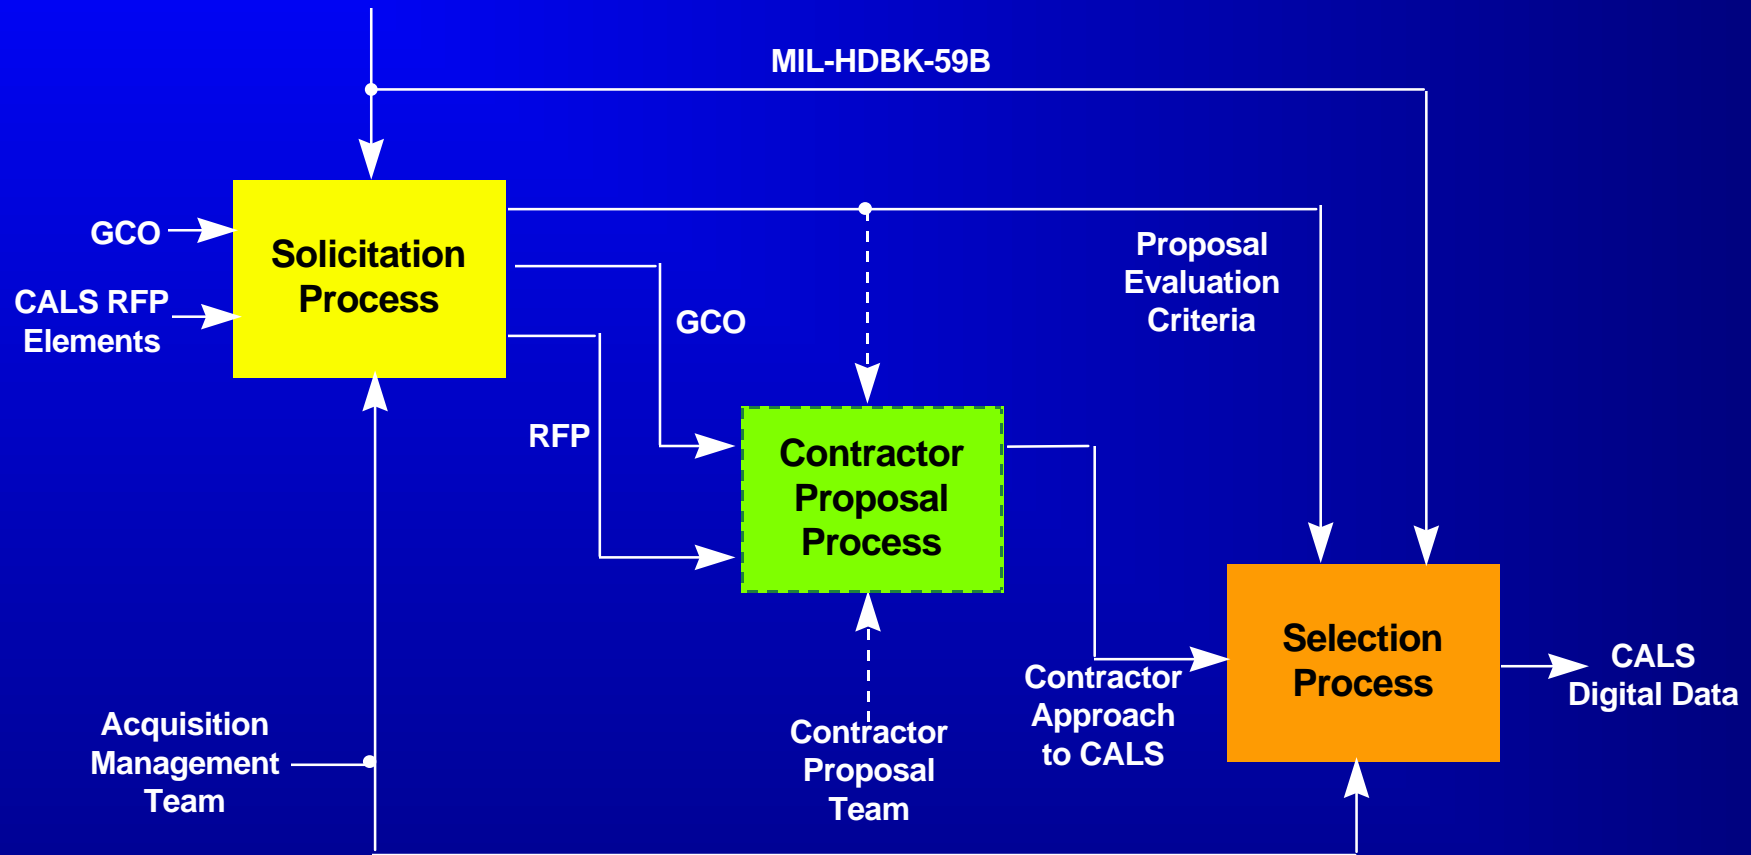 MIL-HDBK-59B
GCO
CALS RFP
Elements
Solicitation
Process
GCO
RFP
Proposal
Evaluation
Criteria
Contractor
Proposal
Process
Contractor
Approach
to CALS
Selection
Process
CALS
Digital Data
Acquisition
Management
Team
Contractor
Proposal
Team